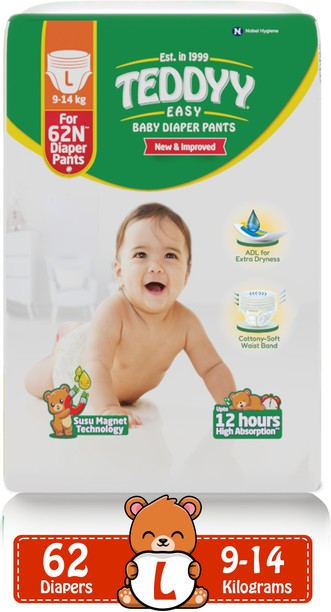 N Nobel Hygiene
L
9-14 kg
For
62N
Diaper
Pants
Est. in 1999
TEDDYY
EASY
BABY DIAPER PANTS
New & Improved
ADL for
Extra Dryness
Cottony-Soft
Waist Band
Susu Magnet
Technology
Upto
12 hours
High Absorption
62
Diapers
L
9-14
Kilograms